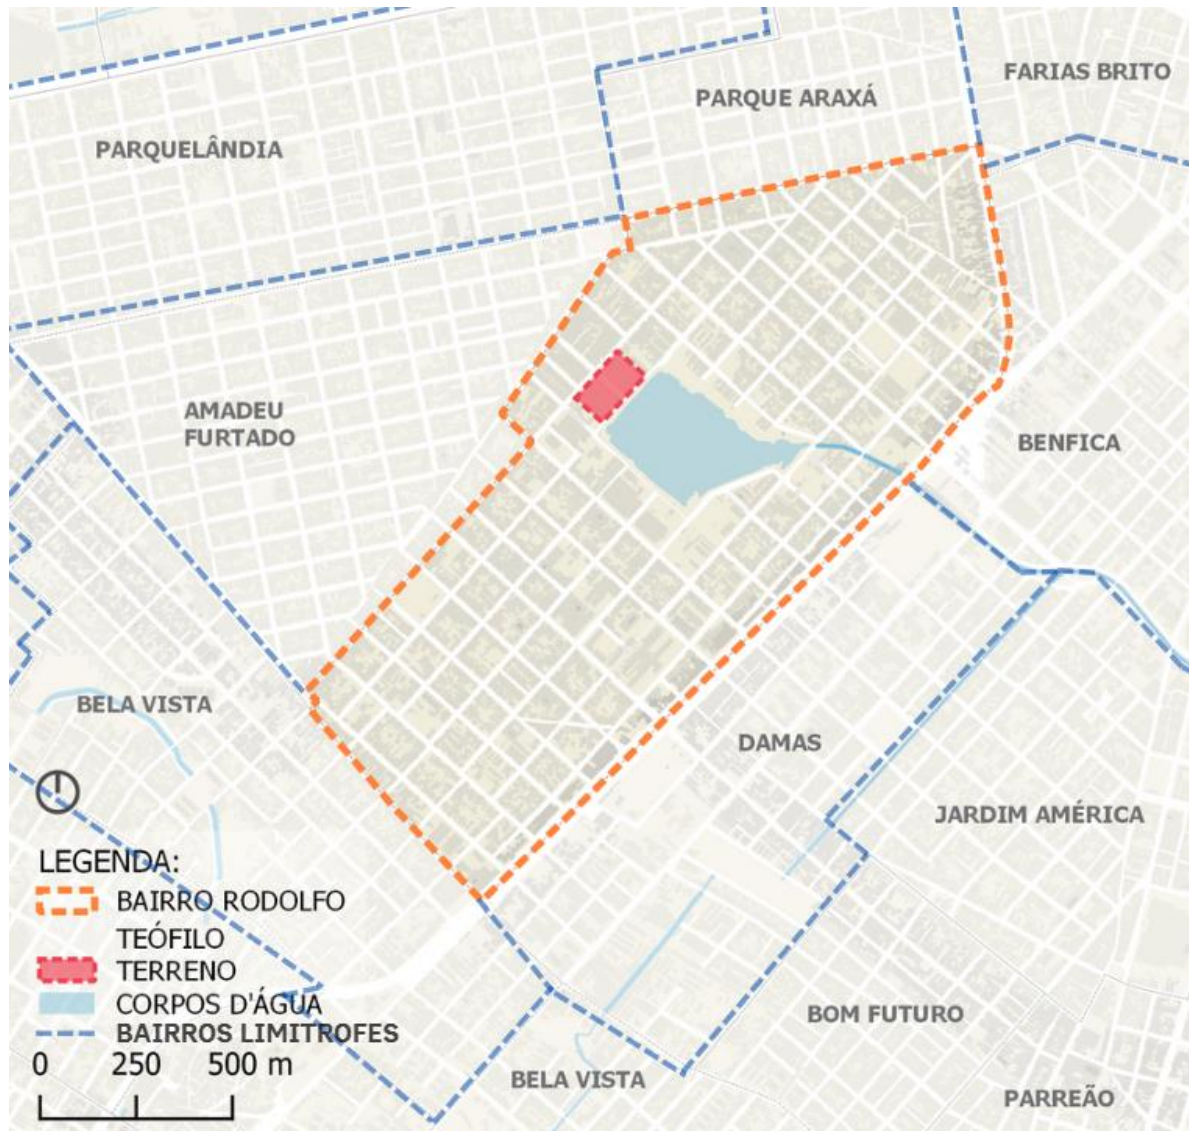 FARIAS BRITO
PARQUE ARAXÁ
PARQUELÂNDIA
AMADEU
FURTADO
BENFICA
BELA VISTA
DAMAS
JARDIM AMÉRICA
LEGENDA:
BAIRRO RODOLFO
TEÓFILO
TERRENO
CORPOS D'ÁGUA
BAIRROS LIMITROFES
0 250 500 m
BOM FUTURO
BELA VISTA
PARREÃO